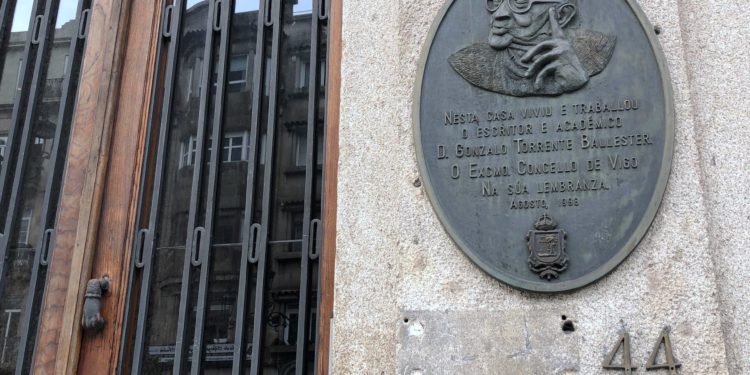 NESTA CASA VIVIU E TRABALLOU
O ESCRITOR E ACADÉMICO
D. GONZALO TORRENTE BALLESTER.
O EXCMO. CONCELLO DE VIGO
NA SÚA LEMBRANZA.
AGOSTO, 1998
44